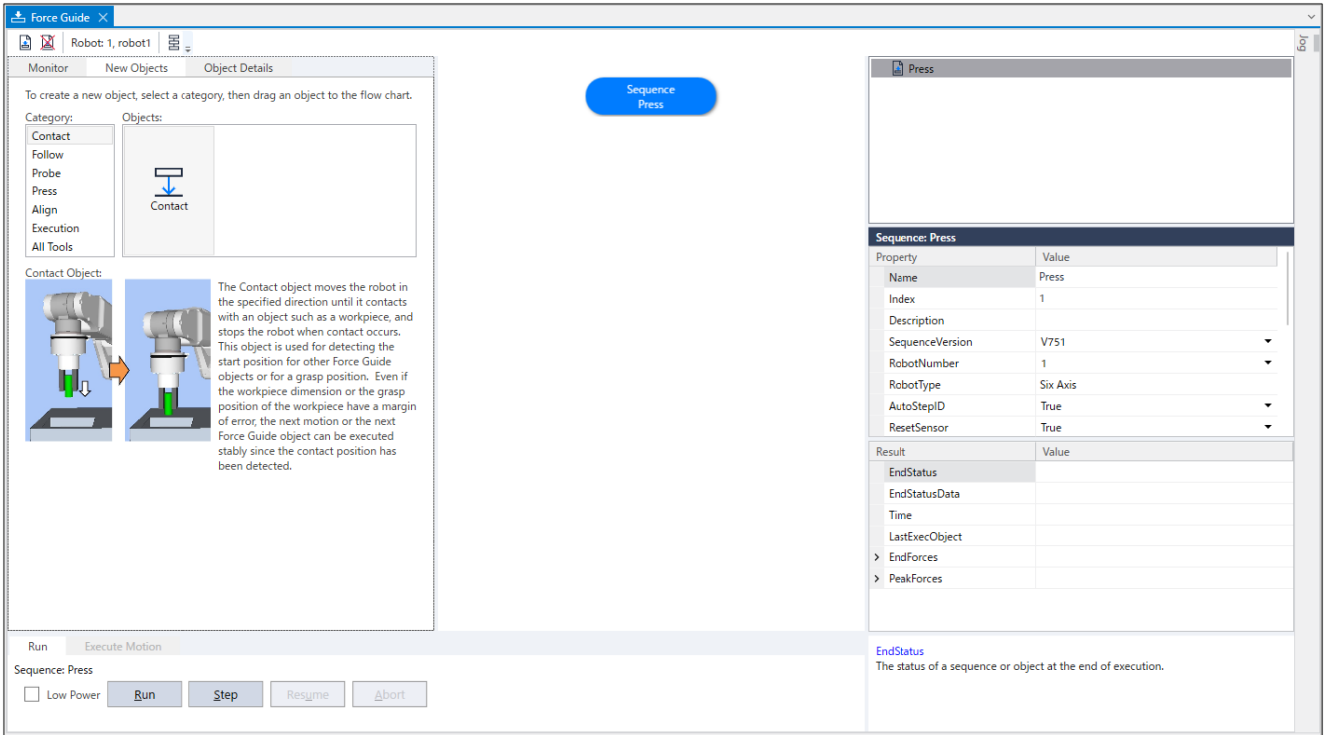 Force Guide
Robot: 1, robot1
Jog
Monitor New Objects Object Details
To create a new object, select a category, then drag an object to the flow chart.
Category: Objects:
Contact
Follow
Probe
Press
Align
Execution
All Tools
Contact
Contact Object:
The Contact object moves the robot in
the specified direction until it contacts
with an object such as a workpiece, and
stops the robot when contact occurs.
This object is used for detecting the
start position for other Force Guide
objects or for a grasp position. Even if
the workpiece dimension or the grasp
position of the workpiece have a margin
of error, the next motion or the next
Force Guide object can be executed
stably since the contact position has
been detected.
Sequence
Press
Press
Sequence: Press
Property Value
Name Press
Index 1
Description
SequenceVersion V751
RobotNumber 1
RobotType Six Axis
AutoStepID True
ResetSensor True
Result Value
EndStatus
EndStatusData
Time
LastExecObject
EndForces
PeakForces
Run Execute Motion
Sequence: Press
Low Power Run Step Resume Abort
EndStatus
The status of a sequence or object at the end of execution.